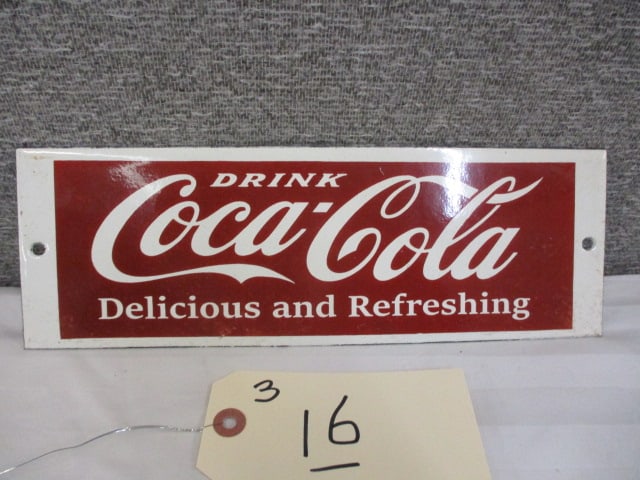 DRINK
Coca-Cola
Delicious and Refreshing
3
16